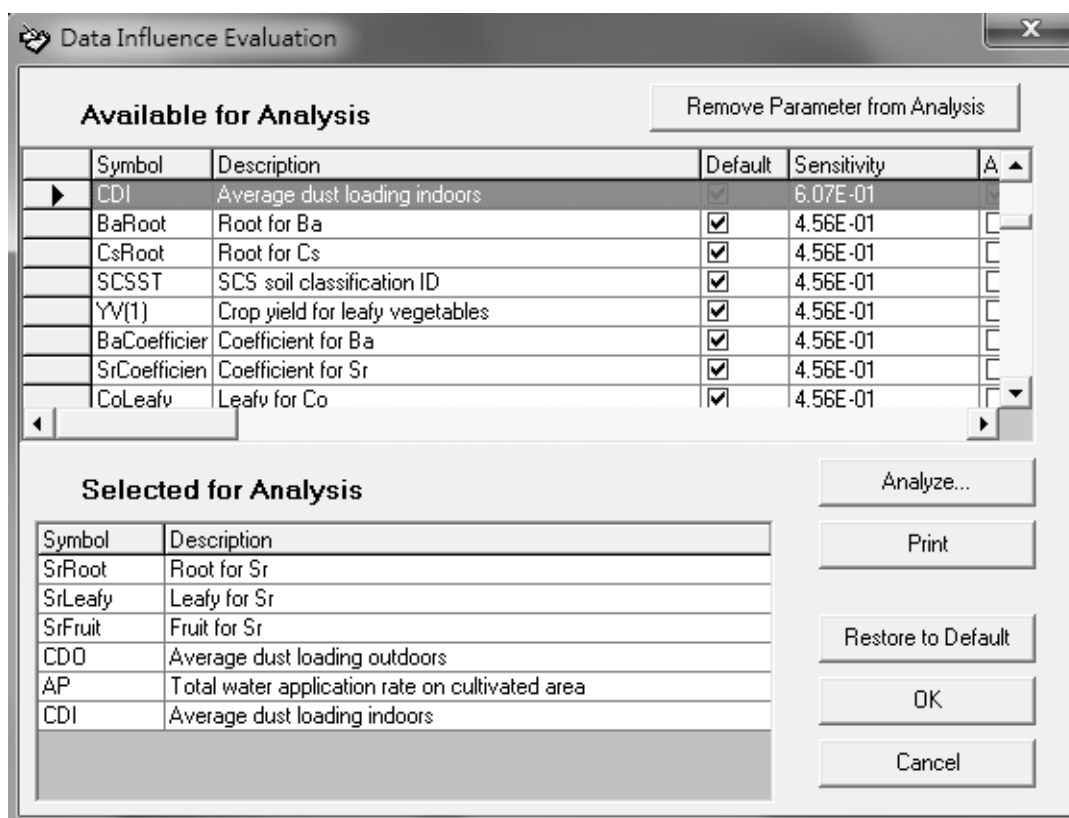 Data Influence Evaluation
x
Available for Analysis
Remove Parameter from Analysis
Symbol Description Default Sensitivity A
CDI Average dust loading indoors 6.07E-01
BaRoot Root for Ba 4.56E-01
CsRoot Root for Cs 4.56E-01
SCSST SCS soil classification ID 4.56E-01
YV(1) Crop yield for leafy vegetables 4.56E-01
BaCoefficier Coefficient for Ba 4.56E-01
SrCoefficien Coefficient for Sr 4.56E-01
CoLeafy Leafy for Co 4.56E-01
Selected for Analysis
Analyze...
Symbol Description
Print
SrRoot Root for Sr
SrLeafy Leafy for Sr
SrFruit Fruit for Sr
Restore to Default
CDO Average dust loading outdoors
AP Total water application rate on cultivated area
OK
CDI Average dust loading indoors
Cancel